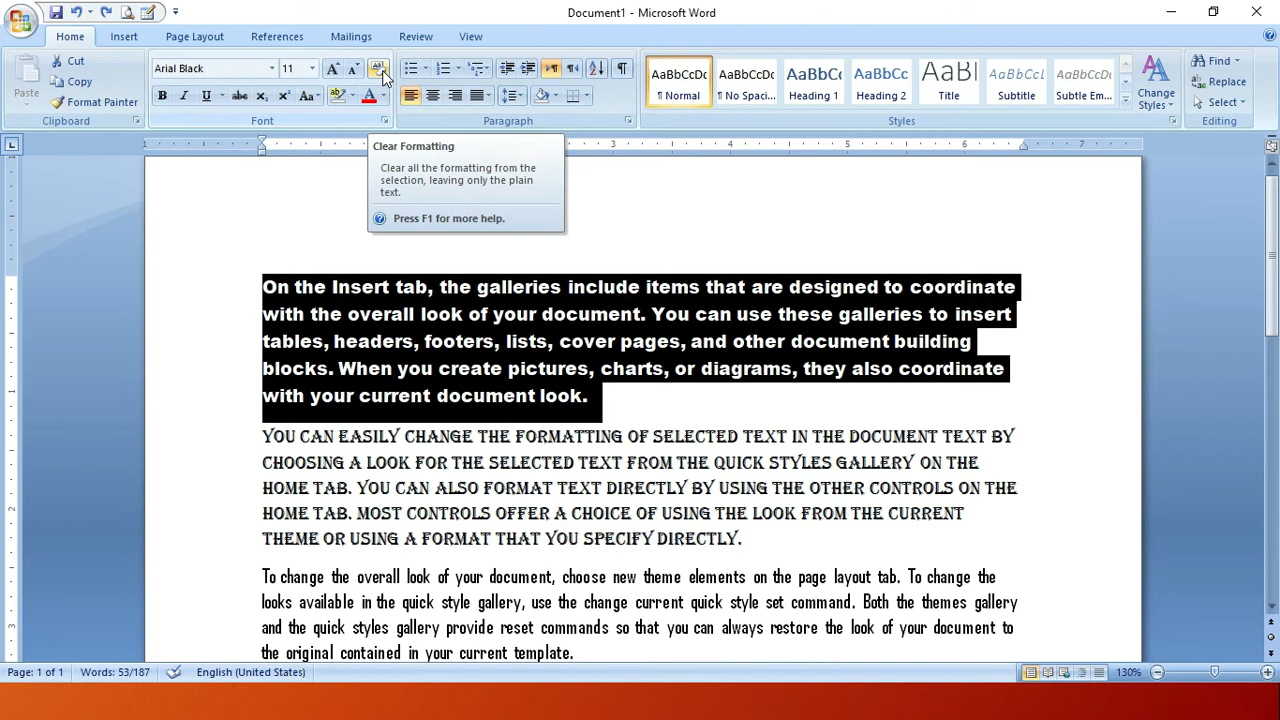 Document1 - Microsoft Word
Home Insert Page Layout References Mailings Review View
Paste
Cut
Copy
Format Painter
Clipboard
Arial Black 11
B I U abc X₂ X² Aa A
Font
Paragraph
AaBbCcDc AaBbCcDc AaBbC AaBbCc AaB AaBbCc. AaBbCcDc
¶ Normal ¶ No Spaci... Heading 1 Heading 2 Title Subtitle Subtle Em...
Change Styles
Styles
Find
Replace
Select
Editing
1 3 4 5 6 7
Clear Formatting
Clear all the formatting from the
selection, leaving only the plain
text.
Press F1 for more help.
On the Insert tab, the galleries include items that are designed to coordinate
with the overall look of your document. You can use these galleries to insert
tables, headers, footers, lists, cover pages, and other document building
blocks. When you create pictures, charts, or diagrams, they also coordinate
with your current document look.
YOU CAN EASILY CHANGE THE FORMATTING OF SELECTED TEXT IN THE DOCUMENT TEXT BY
CHOOSING A LOOK FOR THE SELECTED TEXT FROM THE QUICK STYLES GALLERY ON THE
HOME TAB. YOU CAN ALSO FORMAT TEXT DIRECTLY BY USING THE OTHER CONTROLS ON THE
HOME TAB. MOST CONTROLS OFFER A CHOICE OF USING THE LOOK FROM THE CURRENT
THEME OR USING A FORMAT THAT YOU SPECIFY DIRECTLY.
To change the overall look of your document, choose new theme elements on the page layout tab. To change the
looks available in the quick style gallery, use the change current quick style set command. Both the themes gallery
and the quick styles gallery provide reset commands so that you can always restore the look of your document to
the original contained in your current template.
Page: 1 of 1 Words: 53/187 English (United States) 130%